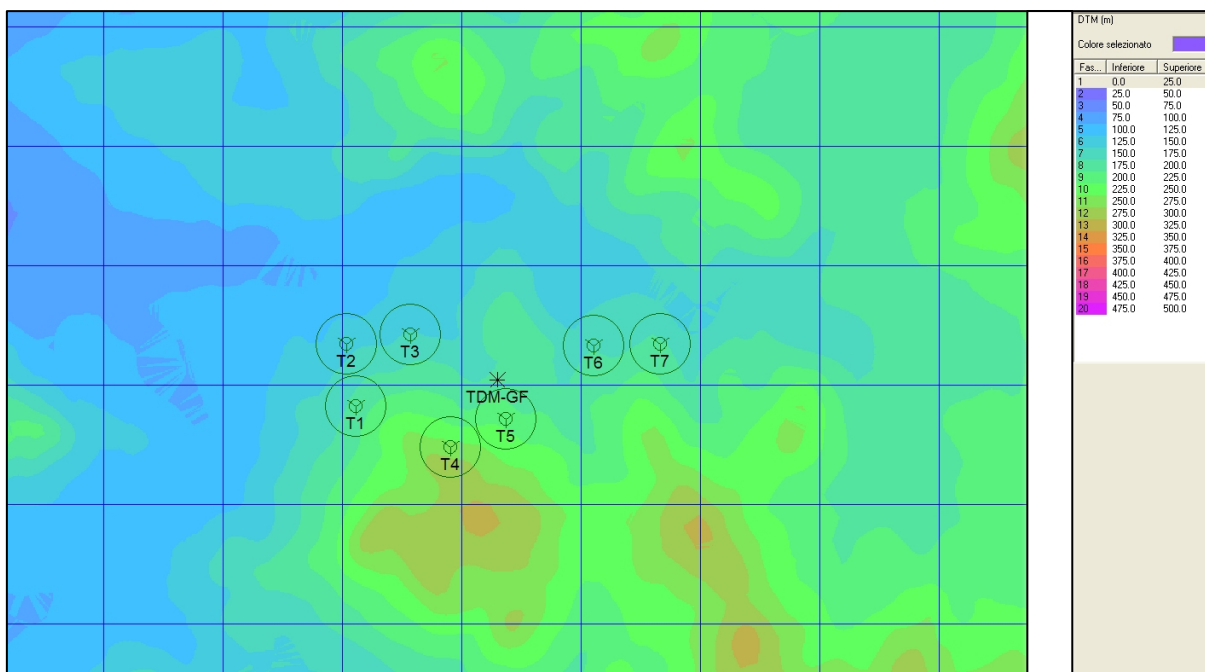 DTM (m)
Colore selezionato
Fas... Inferiore Superiore
1 0.0 25.0
2 25.0 50.0
3 50.0 75.0
4 75.0 100.0
5 100.0 125.0
6 125.0 150.0
7 150.0 175.0
8 175.0 200.0
9 200.0 225.0
10 225.0 250.0
11 250.0 275.0
12 275.0 300.0
13 300.0 325.0
14 325.0 350.0
15 350.0 375.0
16 375.0 400.0
17 400.0 425.0
18 425.0 450.0
19 450.0 475.0
20 475.0 500.0
T2
T3
T6
T7
TDM-GF
T1
T5
T4